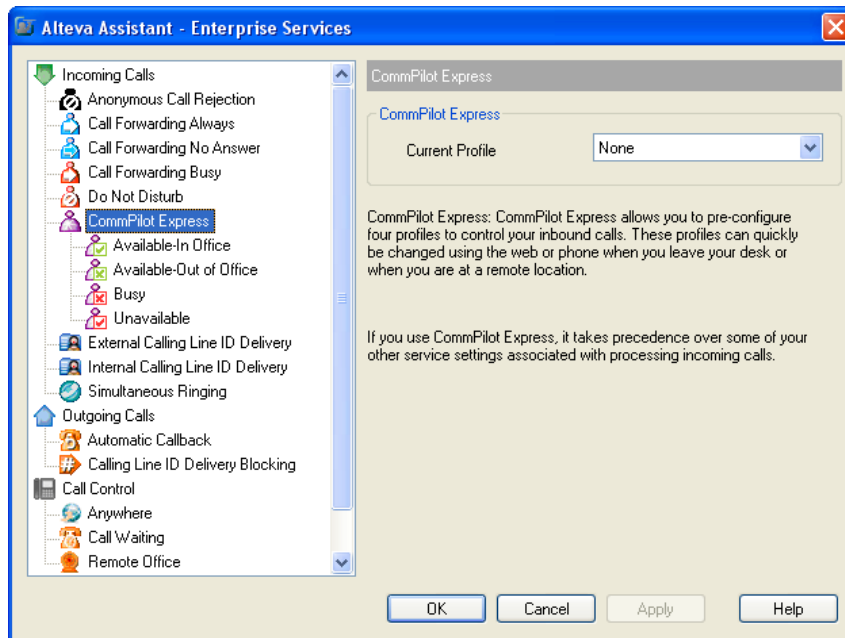 Alteva Assistant - Enterprise Services
Incoming Calls
Anonymous Call Rejection
Call Forwarding Always
Call Forwarding No Answer
Call Forwarding Busy
Do Not Disturb
CommPilot Express
Available-In Office
Available-Out of Office
Busy
Unavailable
External Calling Line ID Delivery
Internal Calling Line ID Delivery
Simultaneous Ringing
Outgoing Calls
Automatic Callback
Calling Line ID Delivery Blocking
Call Control
Anywhere
Call Waiting
Remote Office
CommPilot Express
CommPilot Express
Current Profile None
CommPilot Express: CommPilot Express allows you to pre-configure
four profiles to control your inbound calls. These profiles can quickly
be changed using the web or phone when you leave your desk or
when you are at a remote location.
If you use CommPilot Express, it takes precedence over some of your
other service settings associated with processing incoming calls.
OK Cancel Apply Help